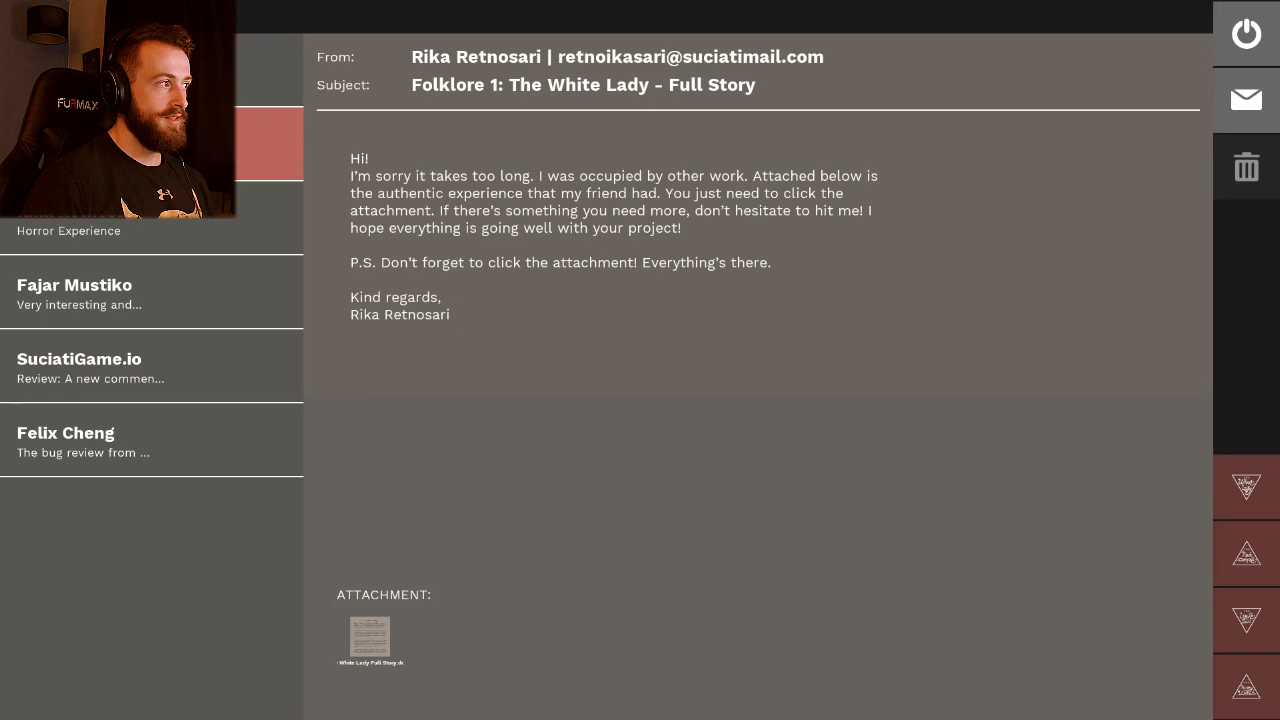 From: Rika Retnosari | retnoikasari@suciatimail.com
Subject: Folklore 1: The White Lady - Full Story
FURMAX
Hi!
I'm sorry it takes too long. I was occupied by other work. Attached below is
the authentic experience that my friend had. You just need to click the
attachment. If there's something you need more, don't hesitate to hit me! I
hope everything is going well with your project!
P.S. Don't forget to click the attachment! Everything's there.
Kind regards,
Rika Retnosari
Horror Experience
Fajar Mustiko
Very interesting and...
SuciatiGame.io
Review: A new commen...
Felix Cheng
The bug review from ...
ATTACHMENT:
White Lady Full Story